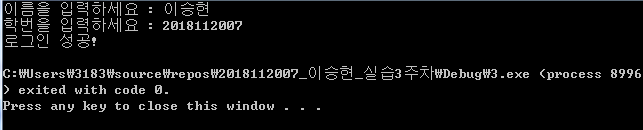 이름을 입력하세요 : 이승현
학번을 입력하세요 : 2018112007
로그인 성공!
C:₩Users₩3183₩source₩repos₩2018112007_이승현_실습3주차₩Debug₩3.exe (process 8996
) exited with code 0.
Press any key to close this window . . .